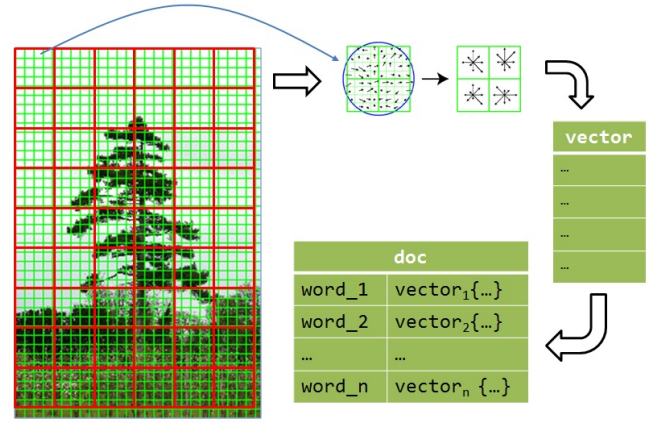 vector
…
…
…
…
doc
word_1 vector₁{…}
word_2 vector₂{…}
… …
word_n vectorₙ {…}